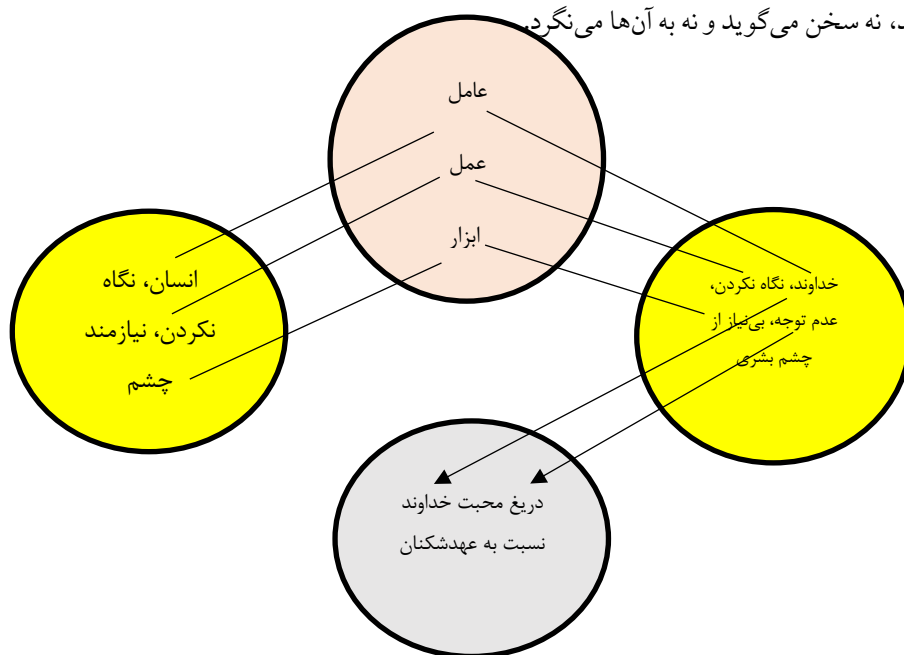 د، نه سخن می‌گوید و نه به آن‌ها می‌نگرد.
عامل
عمل
ابزار
انسان، نگاه
نکردن، نیازمند
چشم
خداوند، نگاه نکردن،
عدم توجه، بی‌نیاز از
چشم بشری
دریغ محبت خداوند
نسبت به عهدشکنان